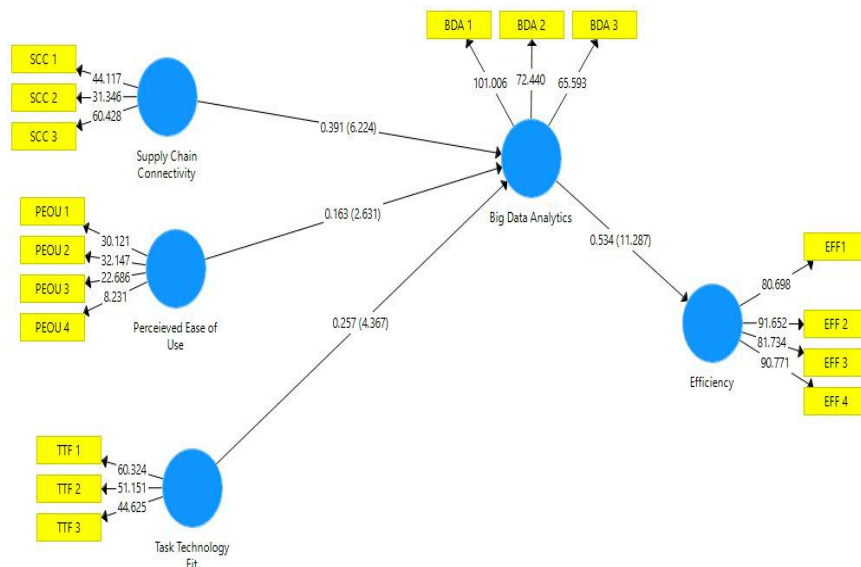 BDA 1
BDA 2
BDA 3
101.006
72.440
65.593
SCC 1
SCC 2
SCC 3
44.117
31.346
60.428
Supply Chain
Connectivity
0.391 (6.224)
Big Data Analytics
PEOU 1
PEOU 2
PEOU 3
PEOU 4
30.121
32.147
22.686
8.231
Perceieved Ease of
Use
0.163 (2.631)
0.534 (11.287)
0.257 (4.367)
EFF1
EFF 2
EFF 3
EFF 4
80.698
91.652
81.734
90.771
Efficiency
TTF 1
TTF 2
TTF 3
60.324
51.151
44.625
Task Technology
Fit